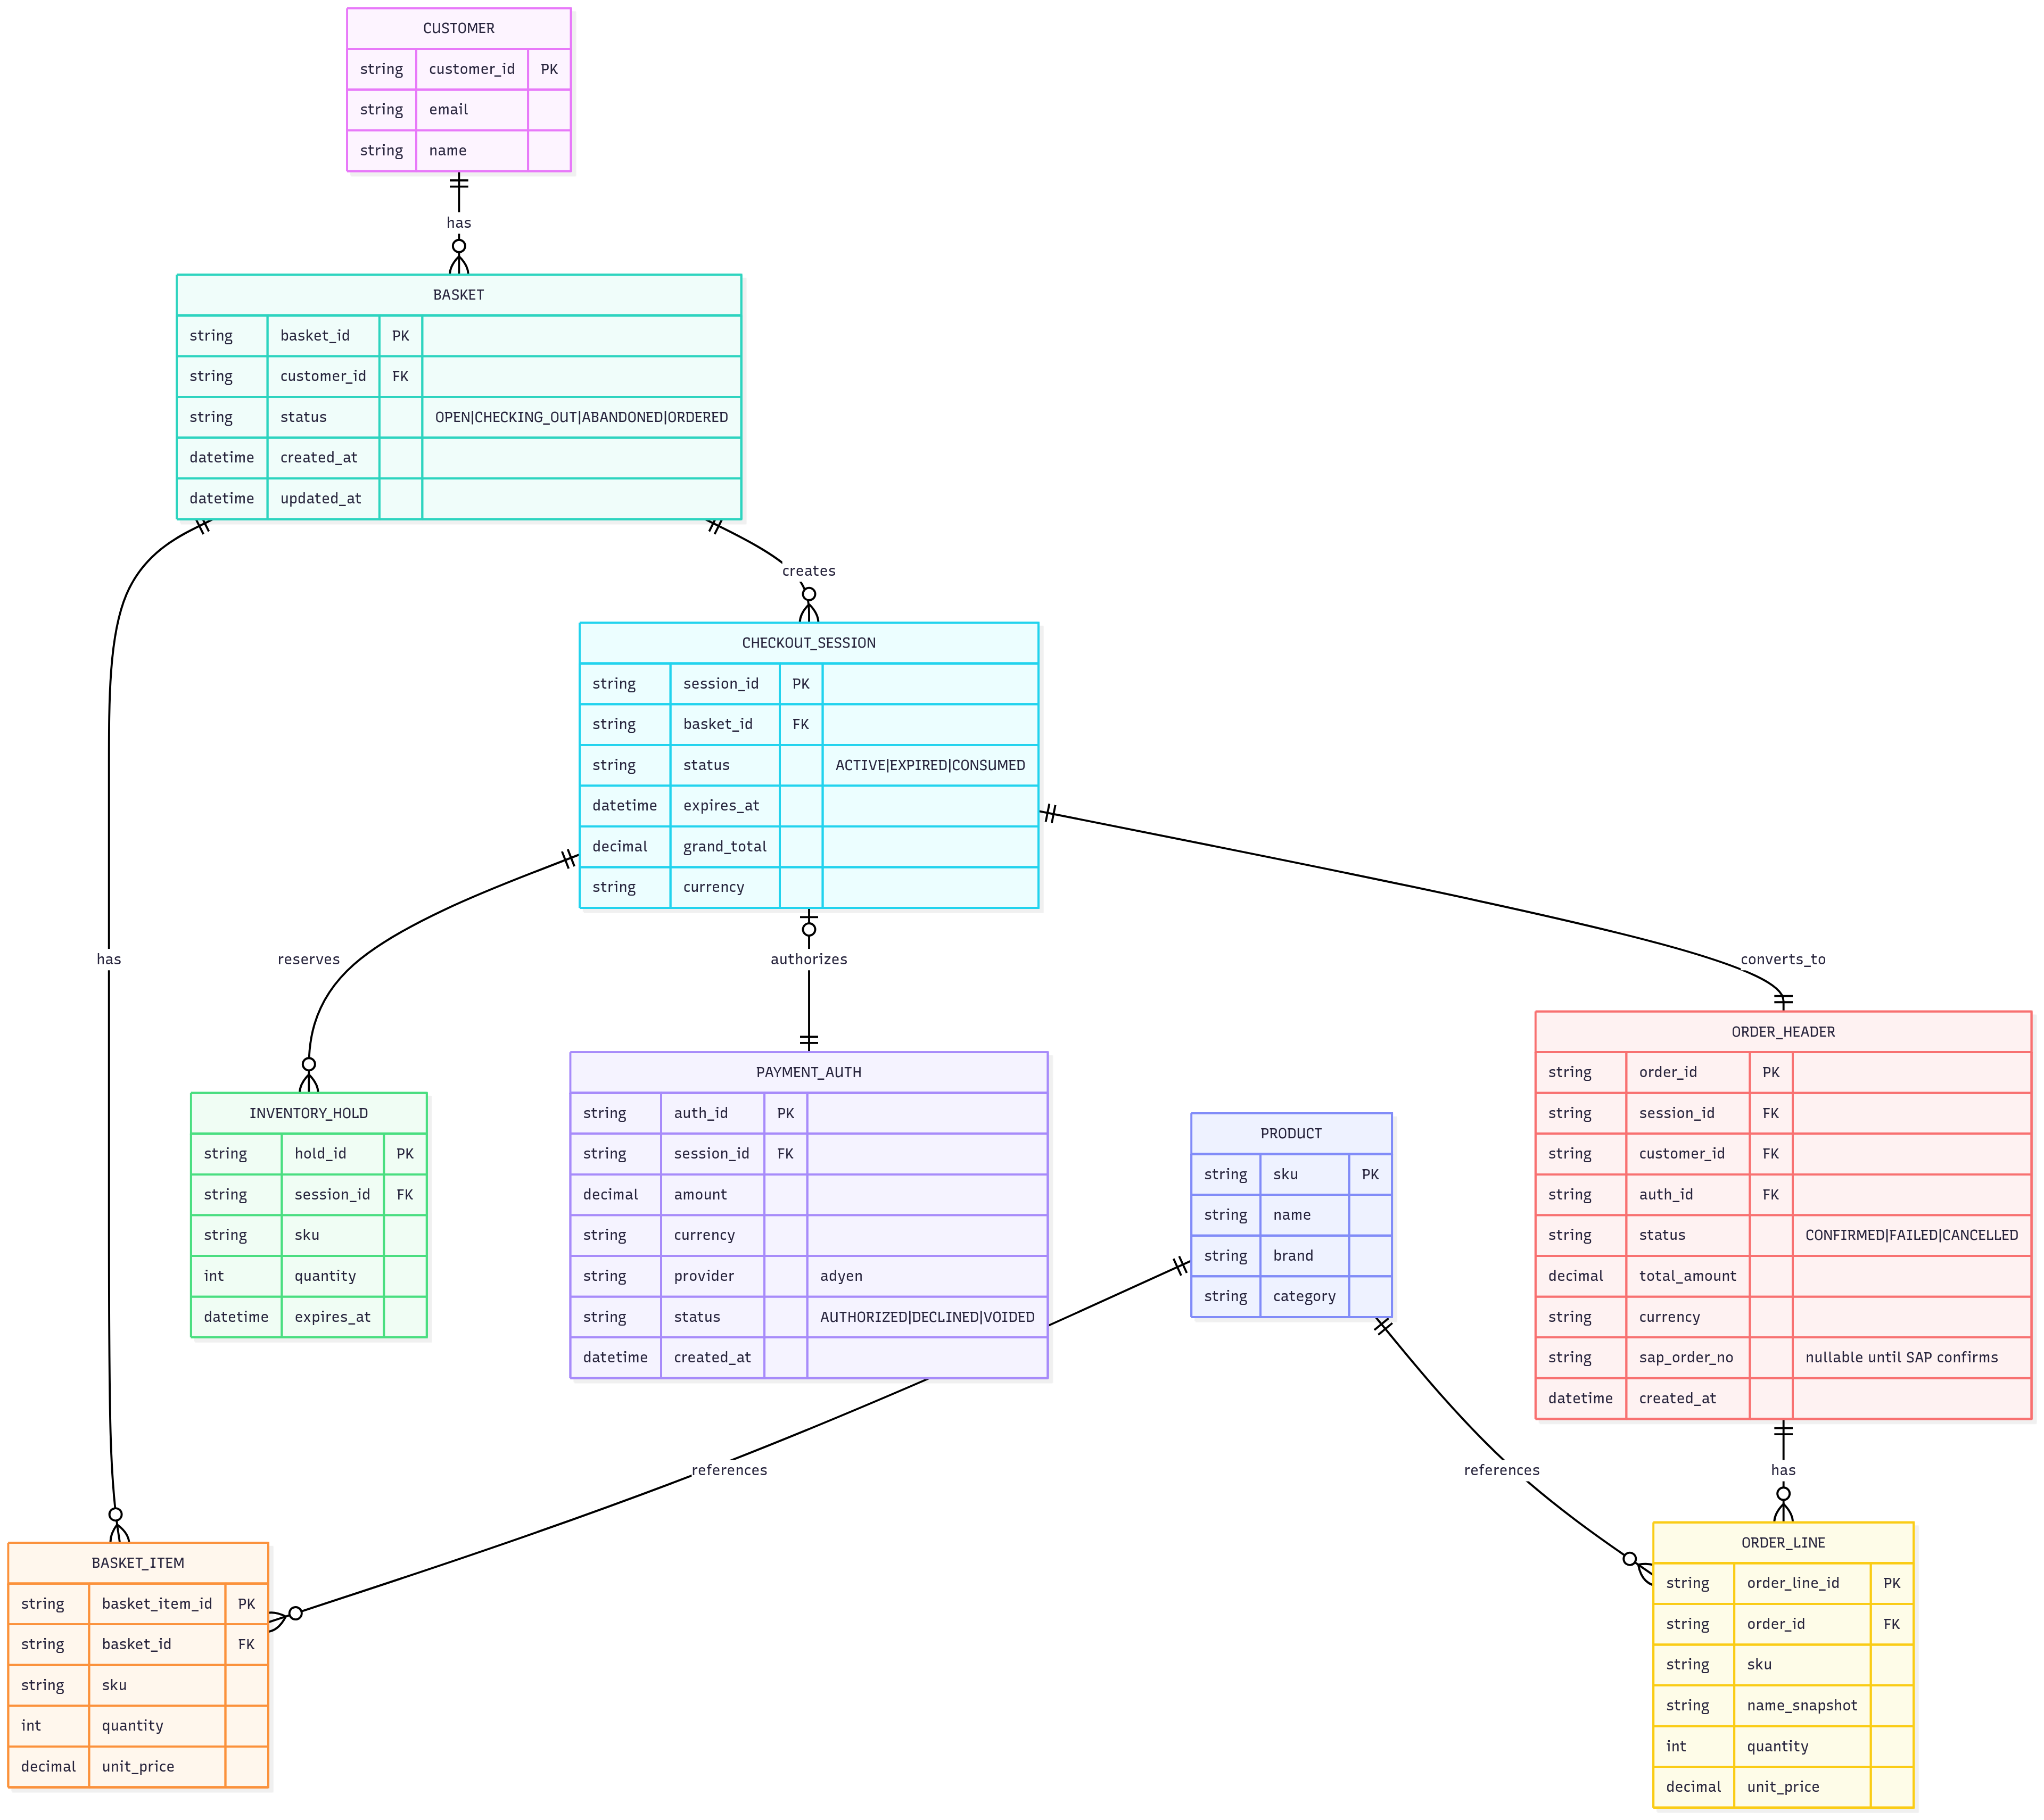 CUSTOMER
string customer_id PK
string email
string name
has
BASKET
string basket_id PK
string customer_id FK
string status OPEN|CHECKING_OUT|ABANDONED|ORDERED
datetime created_at
datetime updated_at
creates
CHECKOUT_SESSION
string session_id PK
string basket_id FK
string status ACTIVE|EXPIRED|CONSUMED
datetime expires_at
decimal grand_total
string currency
has
reserves
authorizes
converts_to
INVENTORY_HOLD
string hold_id PK
string session_id FK
string sku
int quantity
datetime expires_at
PAYMENT_AUTH
string auth_id PK
string session_id FK
decimal amount
string currency
string provider adyen
string status AUTHORIZED|DECLINED|VOIDED
datetime created_at
PRODUCT
string sku PK
string name
string brand
string category
ORDER_HEADER
string order_id PK
string session_id FK
string customer_id FK
string auth_id FK
string status CONFIRMED|FAILED|CANCELLED
decimal total_amount
string currency
string sap_order_no nullable until SAP confirms
datetime created_at
references
references
has
BASKET_ITEM
string basket_item_id PK
string basket_id FK
string sku
int quantity
decimal unit_price
ORDER_LINE
string order_line_id PK
string order_id FK
string sku
string name_snapshot
int quantity
decimal unit_price